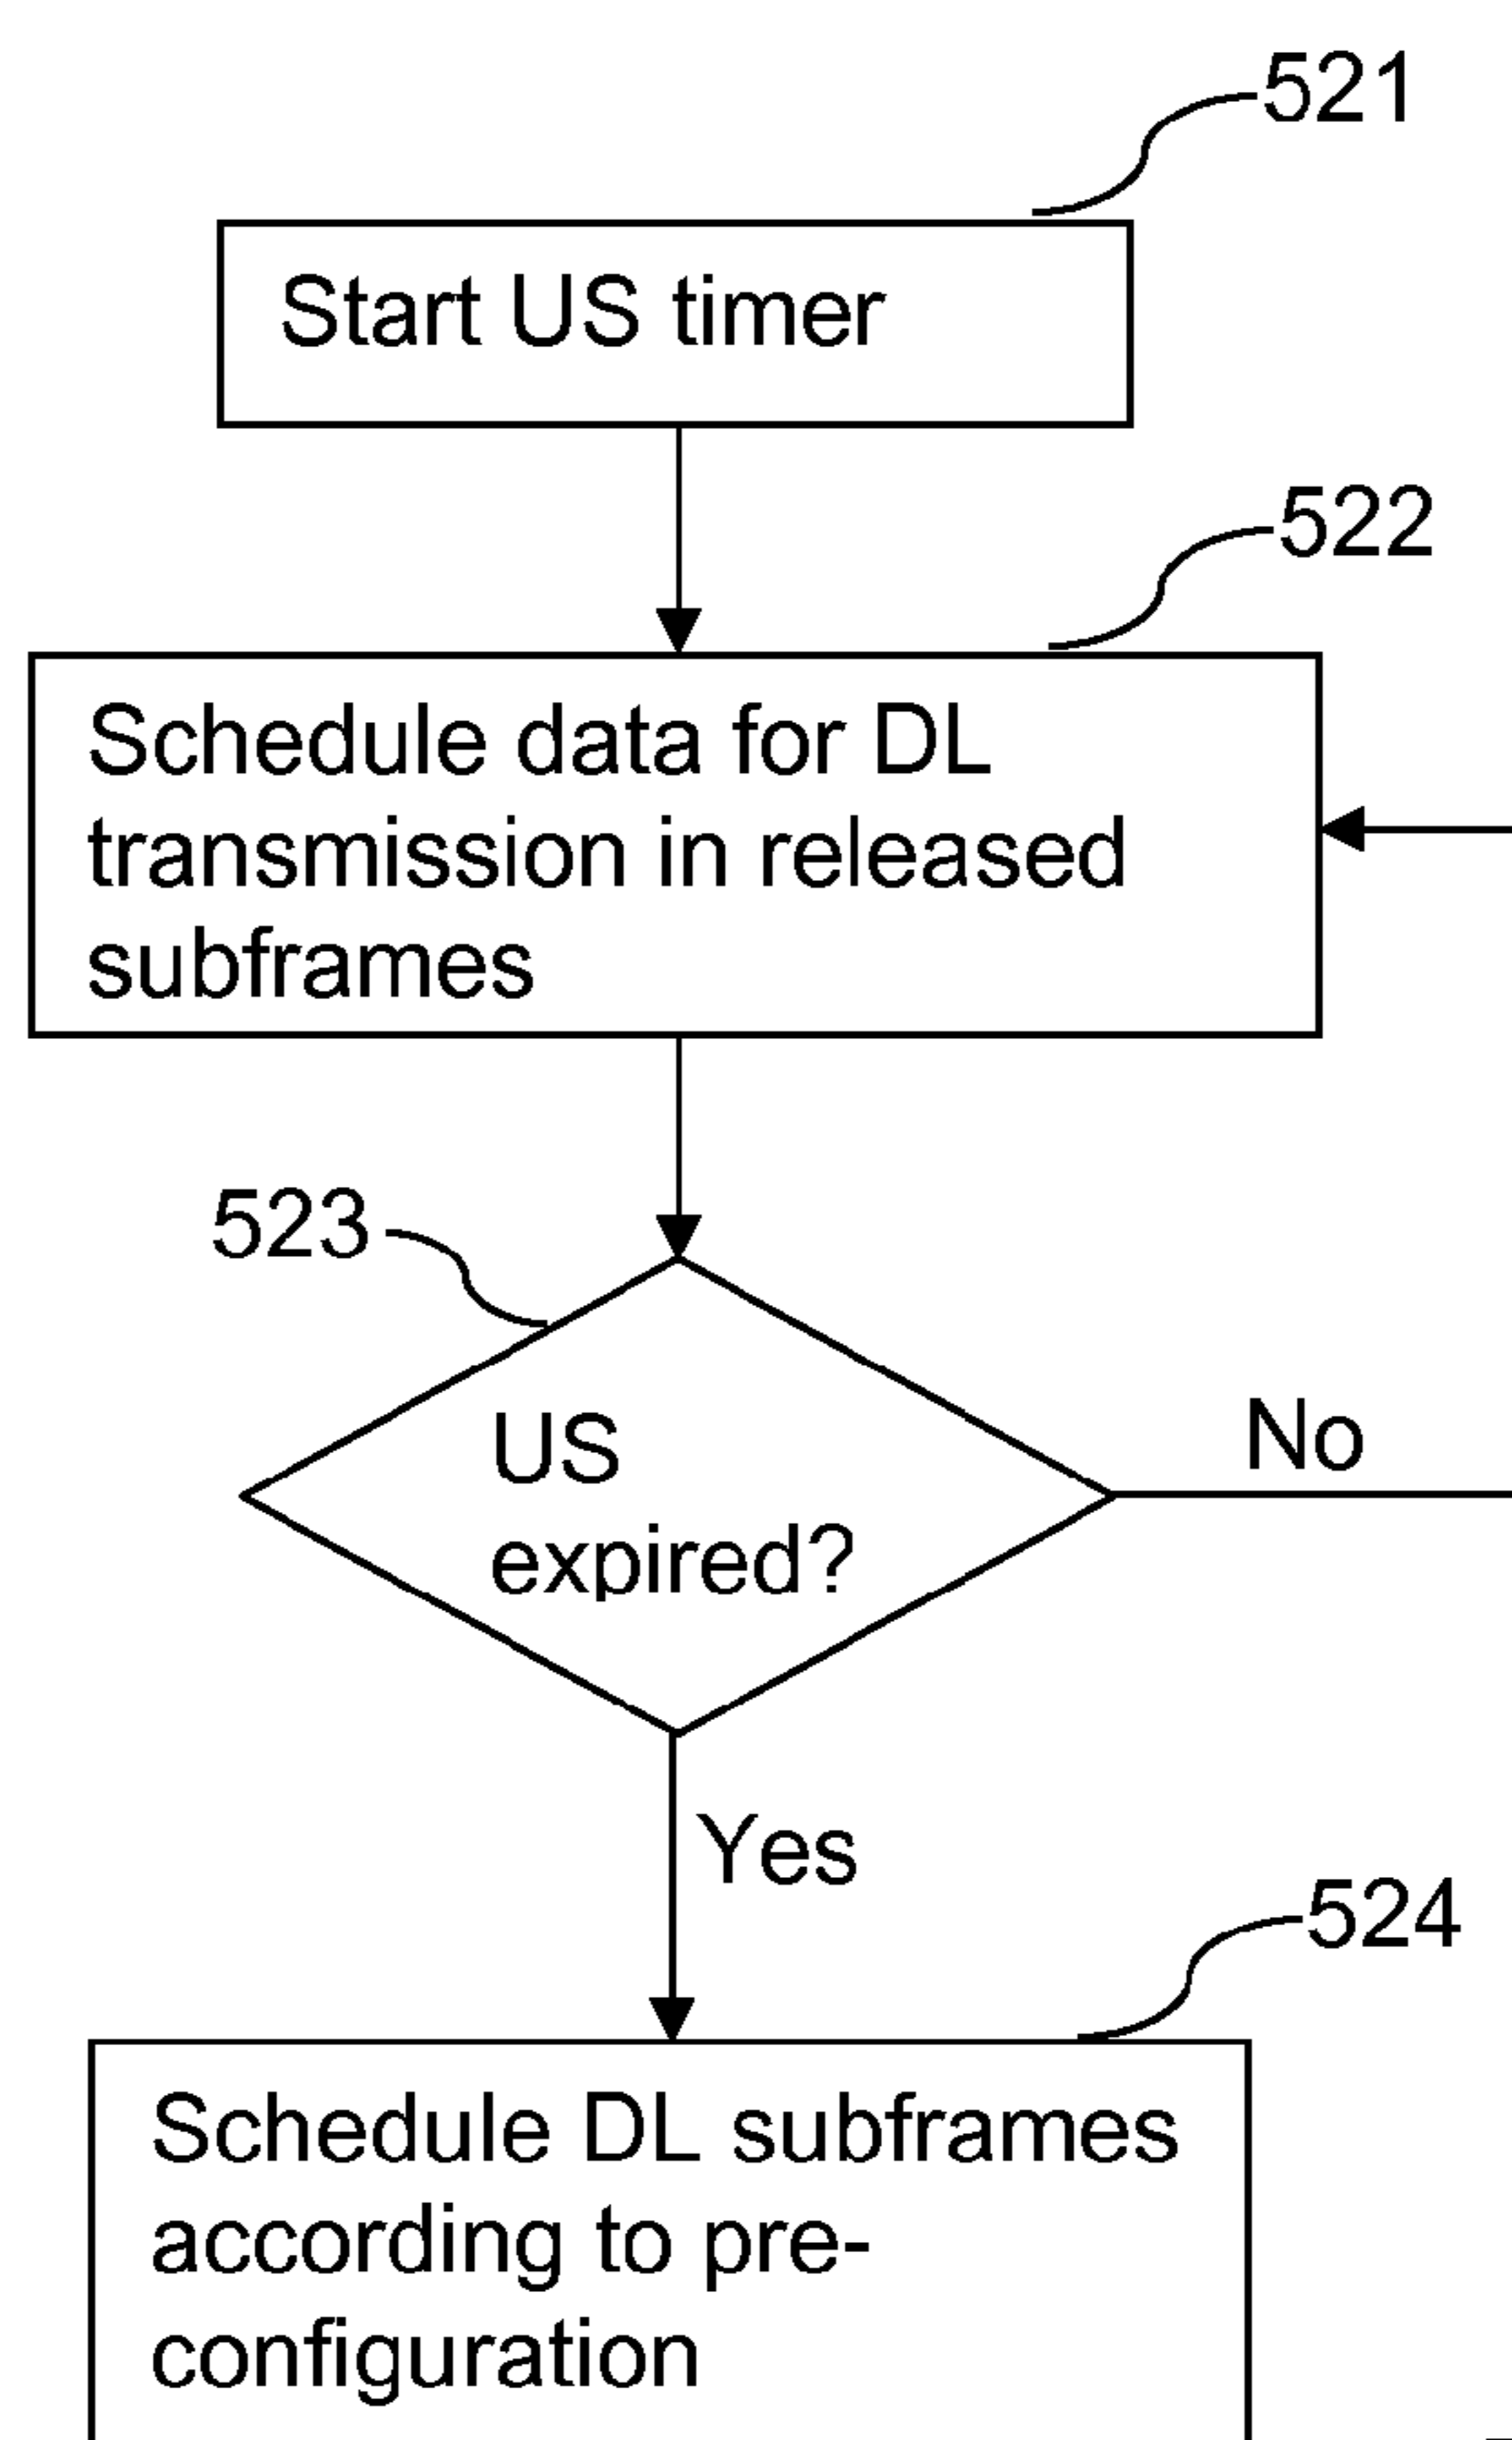 521
Start US timer
522
Schedule data for DL
transmission in released
subframes
523
US
expired?
No
Yes
524
Schedule DL subframes
according to pre-
configuration